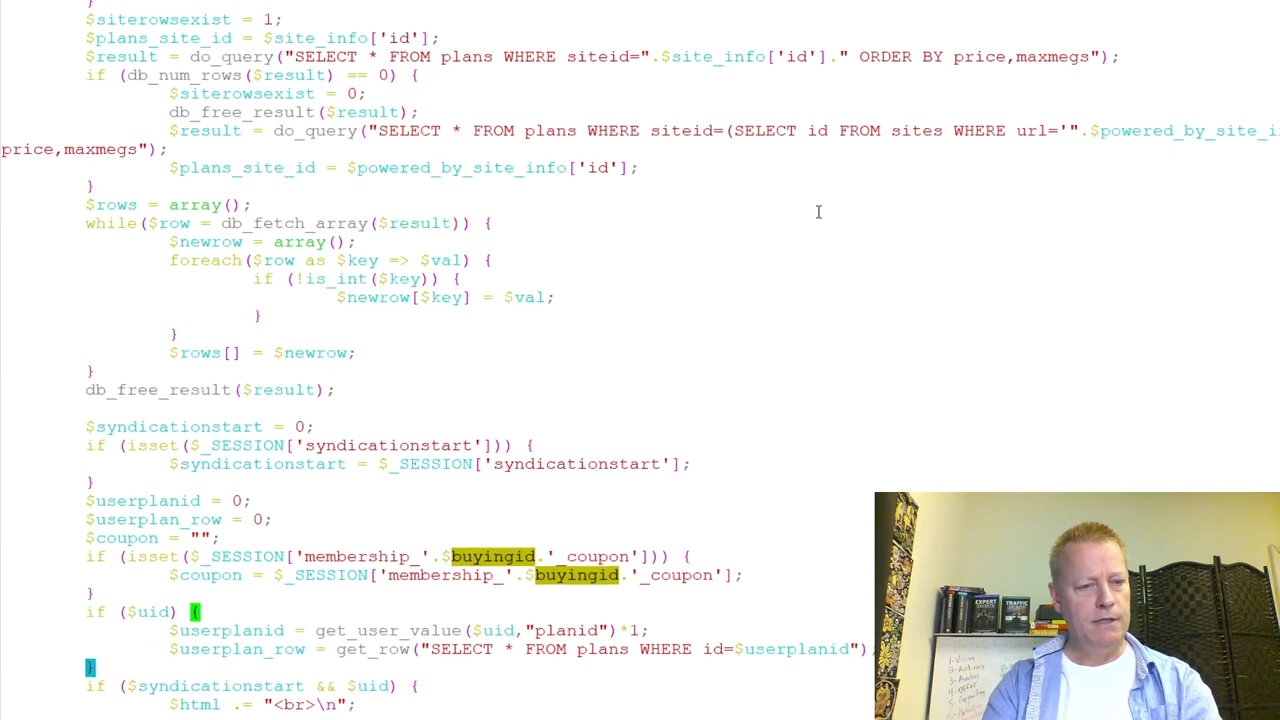 }
$siterowsexist = 1;
$plans_site_id = $site_info['id'];
$result = do_query("SELECT * FROM plans WHERE siteid=".$site_info['id']." ORDER BY price,maxmegs");
if (db_num_rows($result) == 0) {
$siterowsexist = 0;
db_free_result($result);
$result = do_query("SELECT * FROM plans WHERE siteid=(SELECT id FROM sites WHERE url='".$powered_by_site_i
price,maxmegs");
$plans_site_id = $powered_by_site_info['id'];
}
$rows = array();
while($row = db_fetch_array($result)) {
$newrow = array();
foreach($row as $key => $val) {
if (!is_int($key)) {
$newrow[$key] = $val;
}
}
$rows[] = $newrow;
}
db_free_result($result);
$syndicationstart = 0;
if (isset($_SESSION['syndicationstart'])) {
$syndicationstart = $_SESSION['syndicationstart'];
}
$userplanid = 0;
$userplan_row = 0;
$coupon = "";
if (isset($_SESSION['membership_'.$buyingid.'_coupon'])) {
$coupon = $_SESSION['membership_'.$buyingid.'_coupon'];
}
if ($uid) {
$userplanid = get_user_value($uid,"planid")*1;
$userplan_row = get_row("SELECT * FROM plans WHERE id=$userplanid")
}
if ($syndicationstart && $uid) {
$html .= "<br>\n";
EXPERT
TRAFFIC